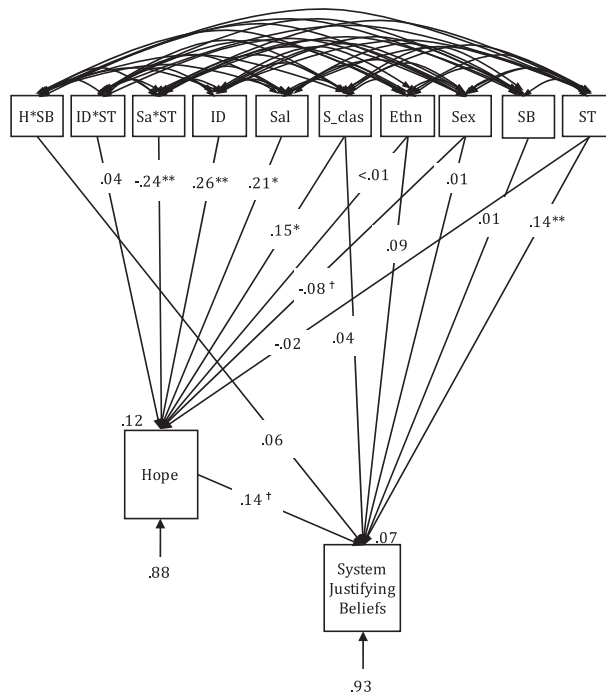 H*SB ID*ST Sa*ST ID Sal S_clas Ethn Sex SB ST
.04 -.24** .26** .21* <.01 .01 .01 .14**
.15* .09
-.08 †
-.02 .04
.12 .06
Hope
.14 †
.07
.88
System
Justifying
Beliefs
.93